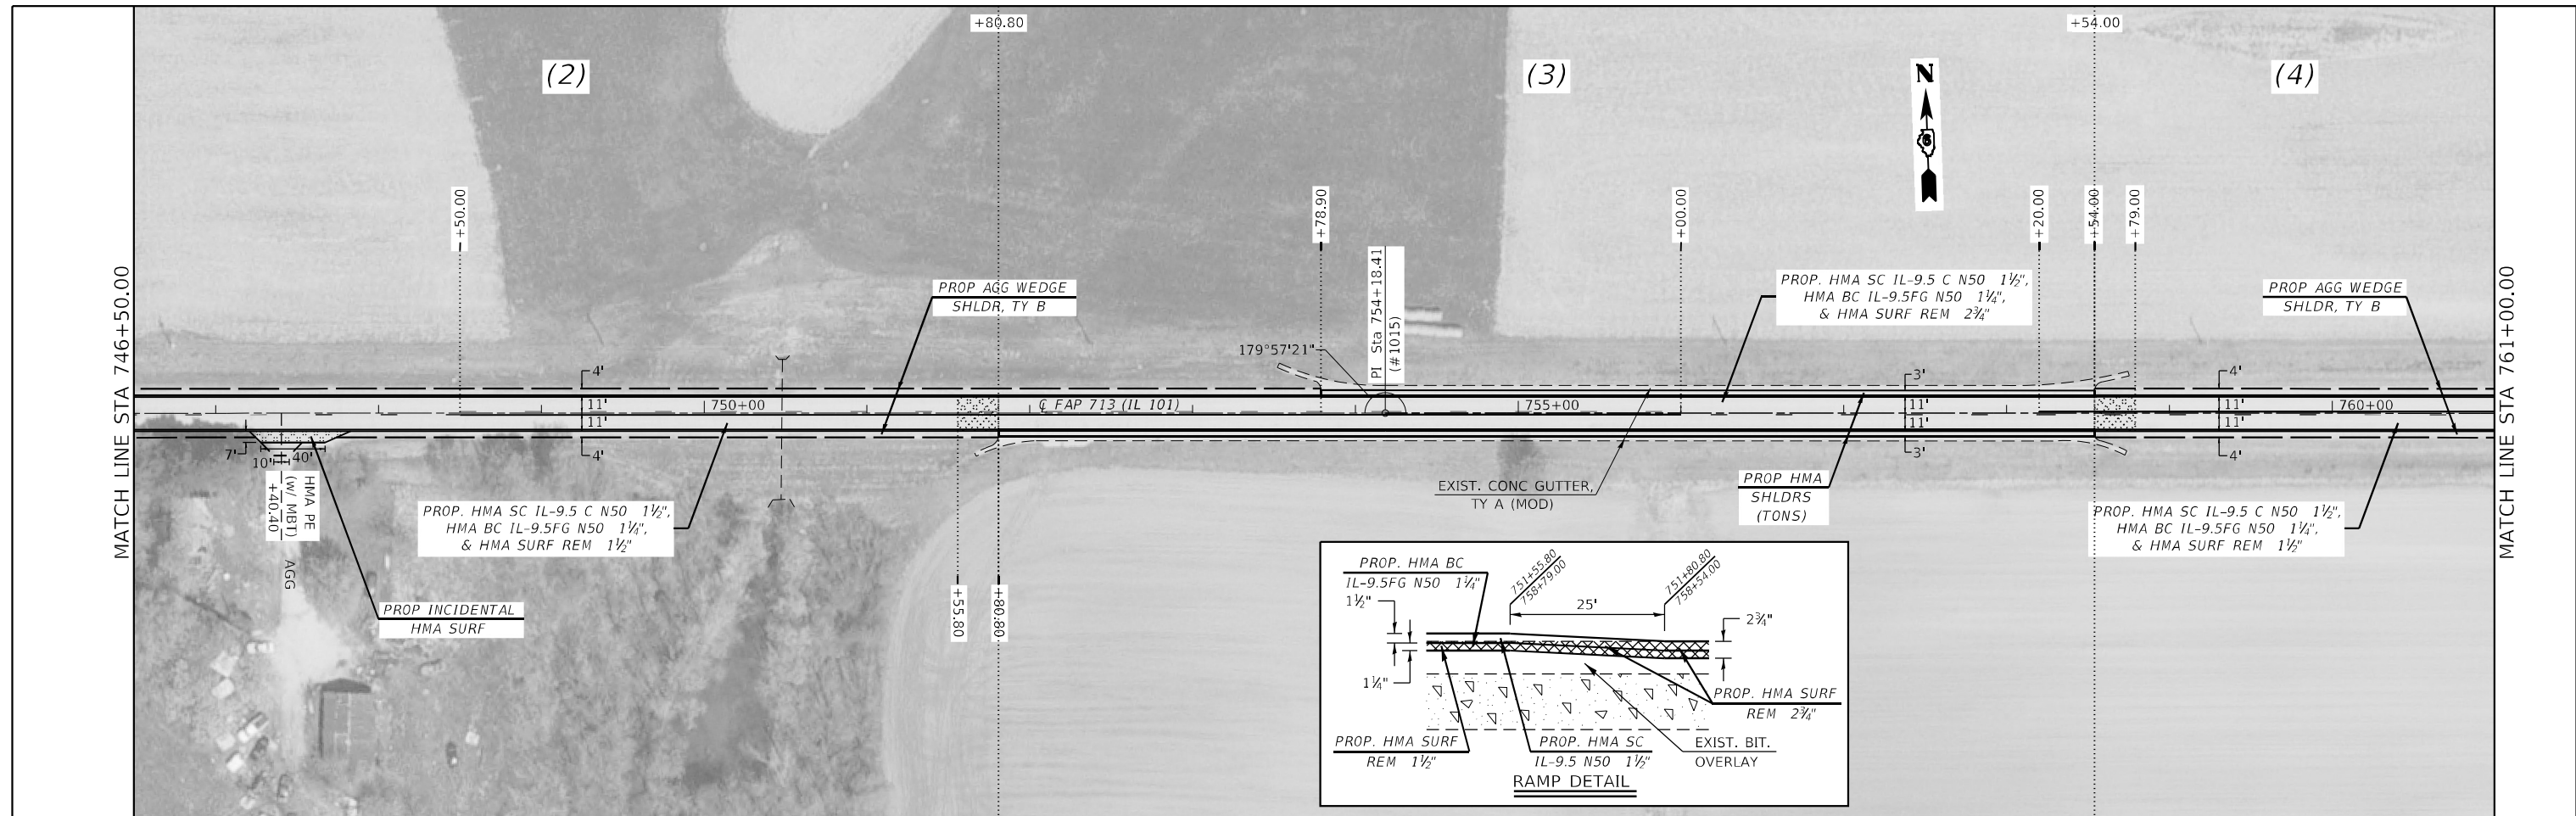 +80.80
+54.00
(2)
(3)
(4)
N
6
+50.00
+78.90
+00.00
+20.00
+54.00
+79.00
MATCH LINE STA 746+50.00
MATCH LINE STA 761+00.00
PROP AGG WEDGE
SHLDR, TY B
179°57'21"
PI Sta 754+18.41
(#1015)
PROP. HMA SC IL-9.5 C N50 1½",
HMA BC IL-9.5FG N50 1¼",
& HMA SURF REM 2¾"
PROP AGG WEDGE
SHLDR, TY B
4'
11'
11'
4'
750+00
℄ FAP 713 (IL 101)
755+00
3'
11'
11'
3'
4'
11'
11'
4'
760+00
7'
10'
40'
HMA PE
(w/ MBT)
+40.40
AGG
PROP. HMA SC IL-9.5 C N50 1½",
HMA BC IL-9.5FG N50 1¼",
& HMA SURF REM 1½"
EXIST. CONC GUTTER,
TY A (MOD)
PROP HMA
SHLDRS
(TONS)
PROP. HMA SC IL-9.5 C N50 1½",
HMA BC IL-9.5FG N50 1¼",
& HMA SURF REM 1½"
PROP INCIDENTAL
HMA SURF
+55.80
+80.80
PROP. HMA BC
IL-9.5FG N50 1¼"
751+55.80
758+79.00
751+80.80
758+54.00
25'
1½"
1¼"
2¾"
PROP. HMA SURF
REM 2¾"
PROP. HMA SURF
REM 1½"
PROP. HMA SC
IL-9.5 N50 1½"
EXIST. BIT.
OVERLAY
RAMP DETAIL